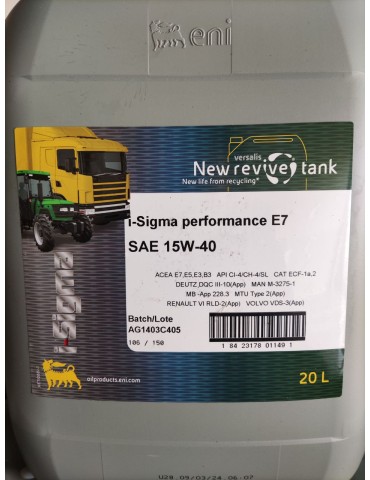 eni
versalis
New revive tank
New life from recycling*
i-Sigma performance E7
SAE 15W-40
ACEA E7,E5,E3,B3 API CI-4/CH-4/SL CAT ECF-1a,2
DEUTZ,DQC III-10(App) MAN M-3275-1
MB-App 228.3 MTU Type 2(App)
RENAULT VI RLD-2(App) VOLVO VDS-3(App)
Batch/Lote
AG1403C405
106 / 150
1 84 23178 01149 1
i-Sigma
oilproducts.eni.com
20 L